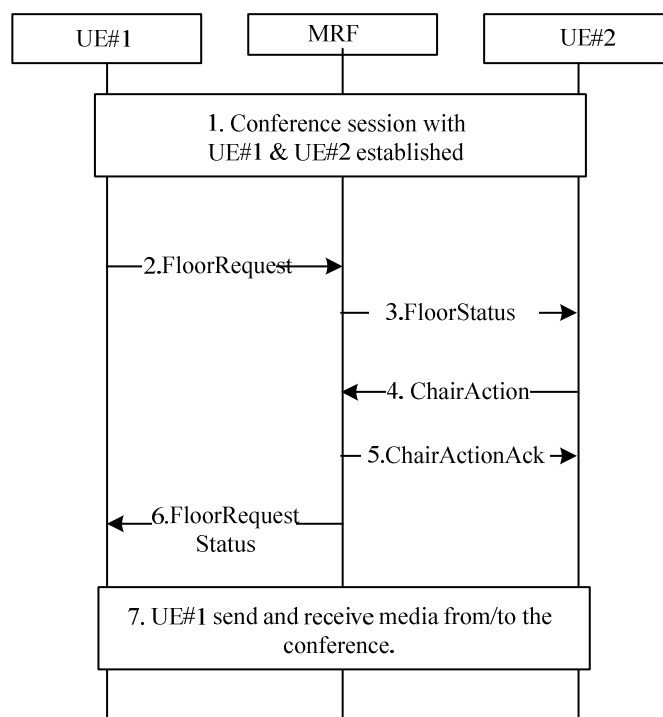 UE#1
MRF
UE#2
1. Conference session with
UE#1 & UE#2 established
2.FloorRequest
3.FloorStatus
4. ChairAction
5.ChairActionAck
6.FloorRequest
Status
7. UE#1 send and receive media from/to the
conference.